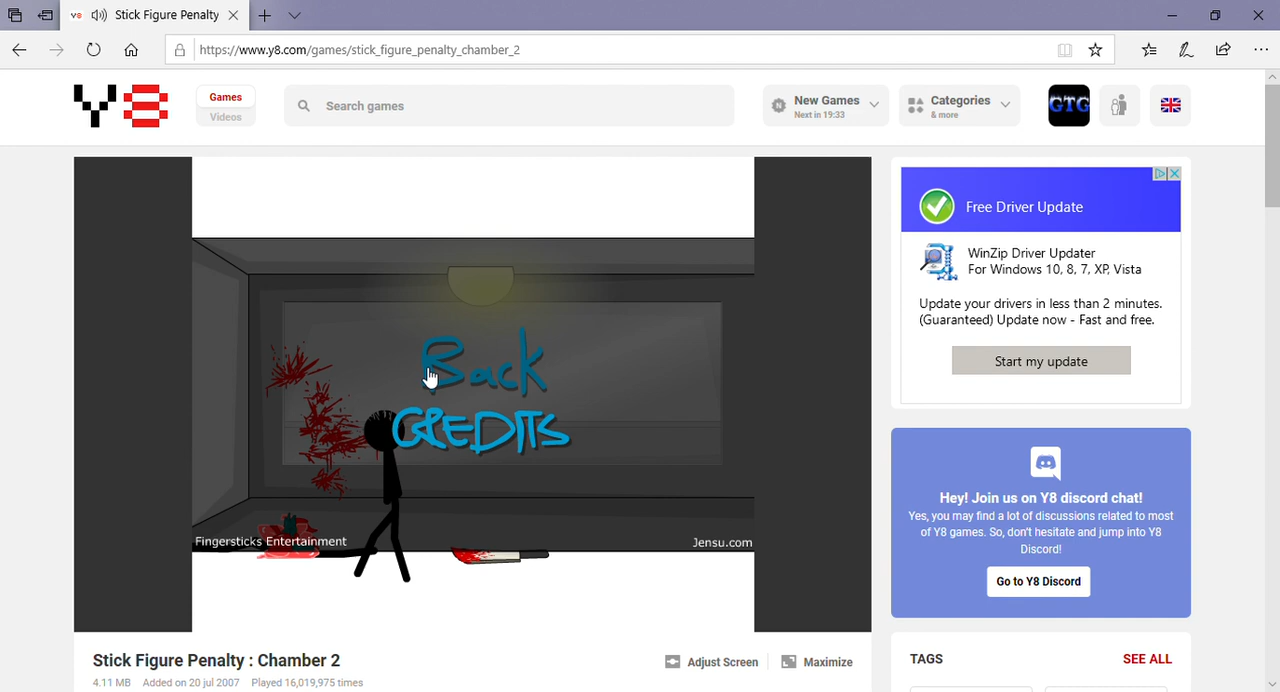 Stick Figure Penalty
https://www.y8.com/games/stick_figure_penalty_chamber_2
Y8
Games
Videos
Search games
New Games
Next in 19:33
Categories
& more
GTG
Back
CREDITS
Fingersticks Entertainment
Jensu.com
Free Driver Update
WinZip Driver Updater
For Windows 10, 8, 7, XP, Vista
Update your drivers in less than 2 minutes.
(Guaranteed) Update now - Fast and free.
Start my update
Hey! Join us on Y8 discord chat!
Yes, you may find a lot of discussions related to most
of Y8 games. So, don't hesitate and jump into Y8
Discord!
Go to Y8 Discord
Stick Figure Penalty : Chamber 2
Adjust Screen
Maximize
4.11 MB Added on 20 jul 2007 Played 16,019,975 times
TAGS
SEE ALL